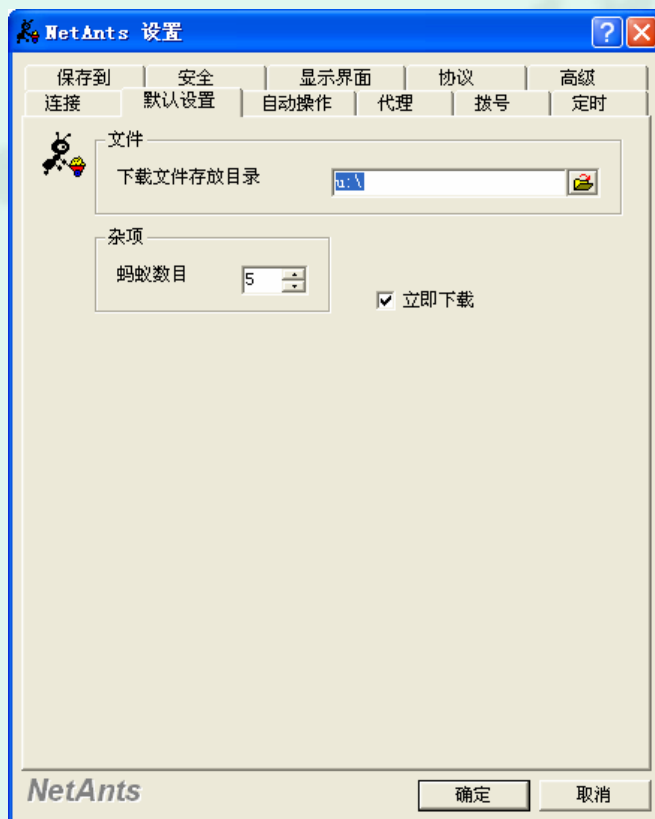 NetAnts 设置
保存到 安全 显示界面 协议 高级
连接 默认设置 自动操作 代理 拨号 定时
文件
下载文件存放目录 u:\
杂项
蚂蚁数目 5
立即下载
NetAnts 确定 取消